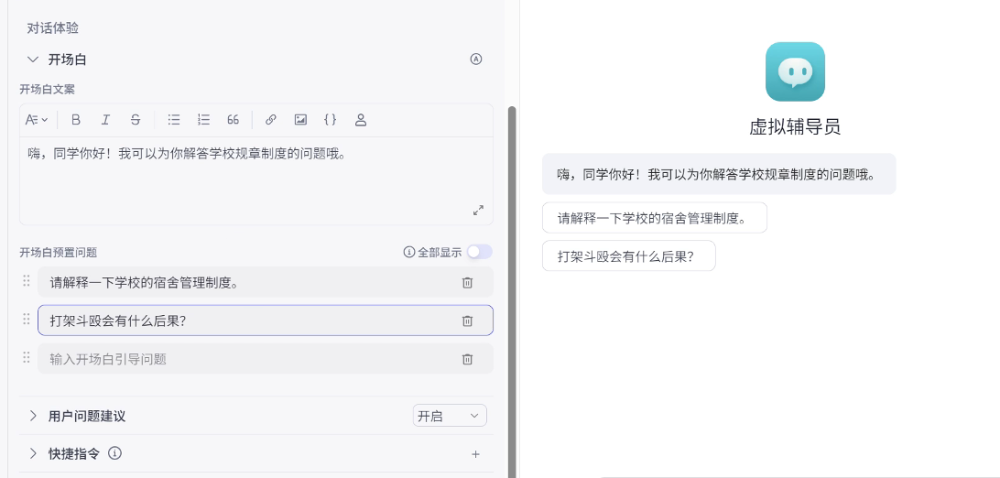 对话体验
开场白
开场白文案
嗨，同学你好！我可以为你解答学校规章制度的问题哦。
开场白预置问题
全部显示
请解释一下学校的宿舍管理制度。
打架斗殴会有什么后果？
输入开场白引导问题
用户问题建议
开启
快捷指令
虚拟辅导员
嗨，同学你好！我可以为你解答学校规章制度的问题哦。
请解释一下学校的宿舍管理制度。
打架斗殴会有什么后果？